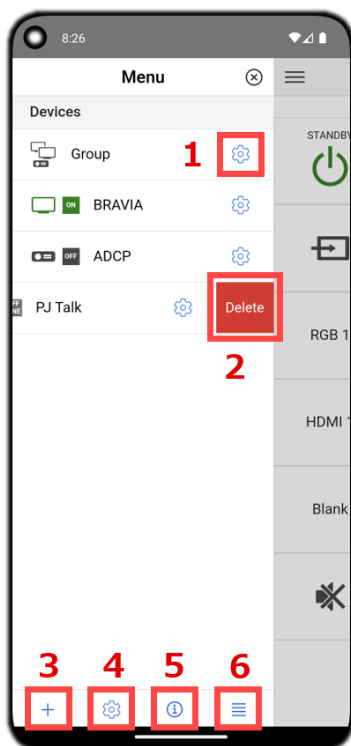 8:26
Menu
Devices
Group
1
ON
BRAVIA
OFF
ADCP
PJ Talk
Delete
2
3
4
5
6
STANDBY
RGB 1
HDMI 1
Blank